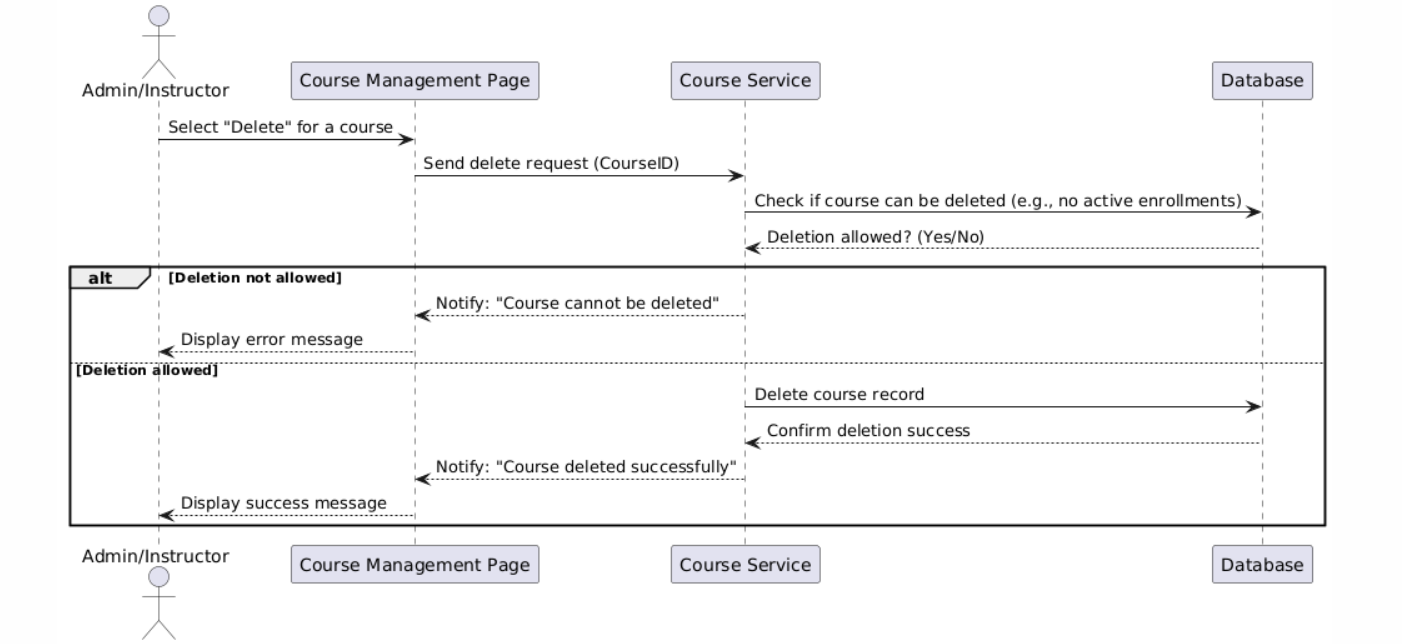 Admin/Instructor
Course Management Page
Course Service
Database
Select "Delete" for a course
Send delete request (CourseID)
Check if course can be deleted (e.g., no active enrollments)
Deletion allowed? (Yes/No)
alt
[Deletion not allowed]
Notify: "Course cannot be deleted"
Display error message
[Deletion allowed]
Delete course record
Confirm deletion success
Notify: "Course deleted successfully"
Display success message
Admin/Instructor
Course Management Page
Course Service
Database